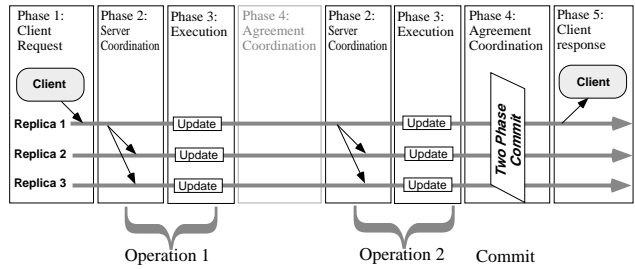 Phase 1:
Client
Request
Phase 2:
Server
Coordination
Phase 3:
Execution
Phase 4:
Agreement
Coordination
Phase 2:
Server
Coordination
Phase 3:
Execution
Phase 4:
Agreement
Coordination
Phase 5:
Client
response
Client
Client
Replica 1
Update
Update
Replica 2
Update
Update
Replica 3
Update
Update
Two Phase
Commit
Operation 1
Operation 2
Commit